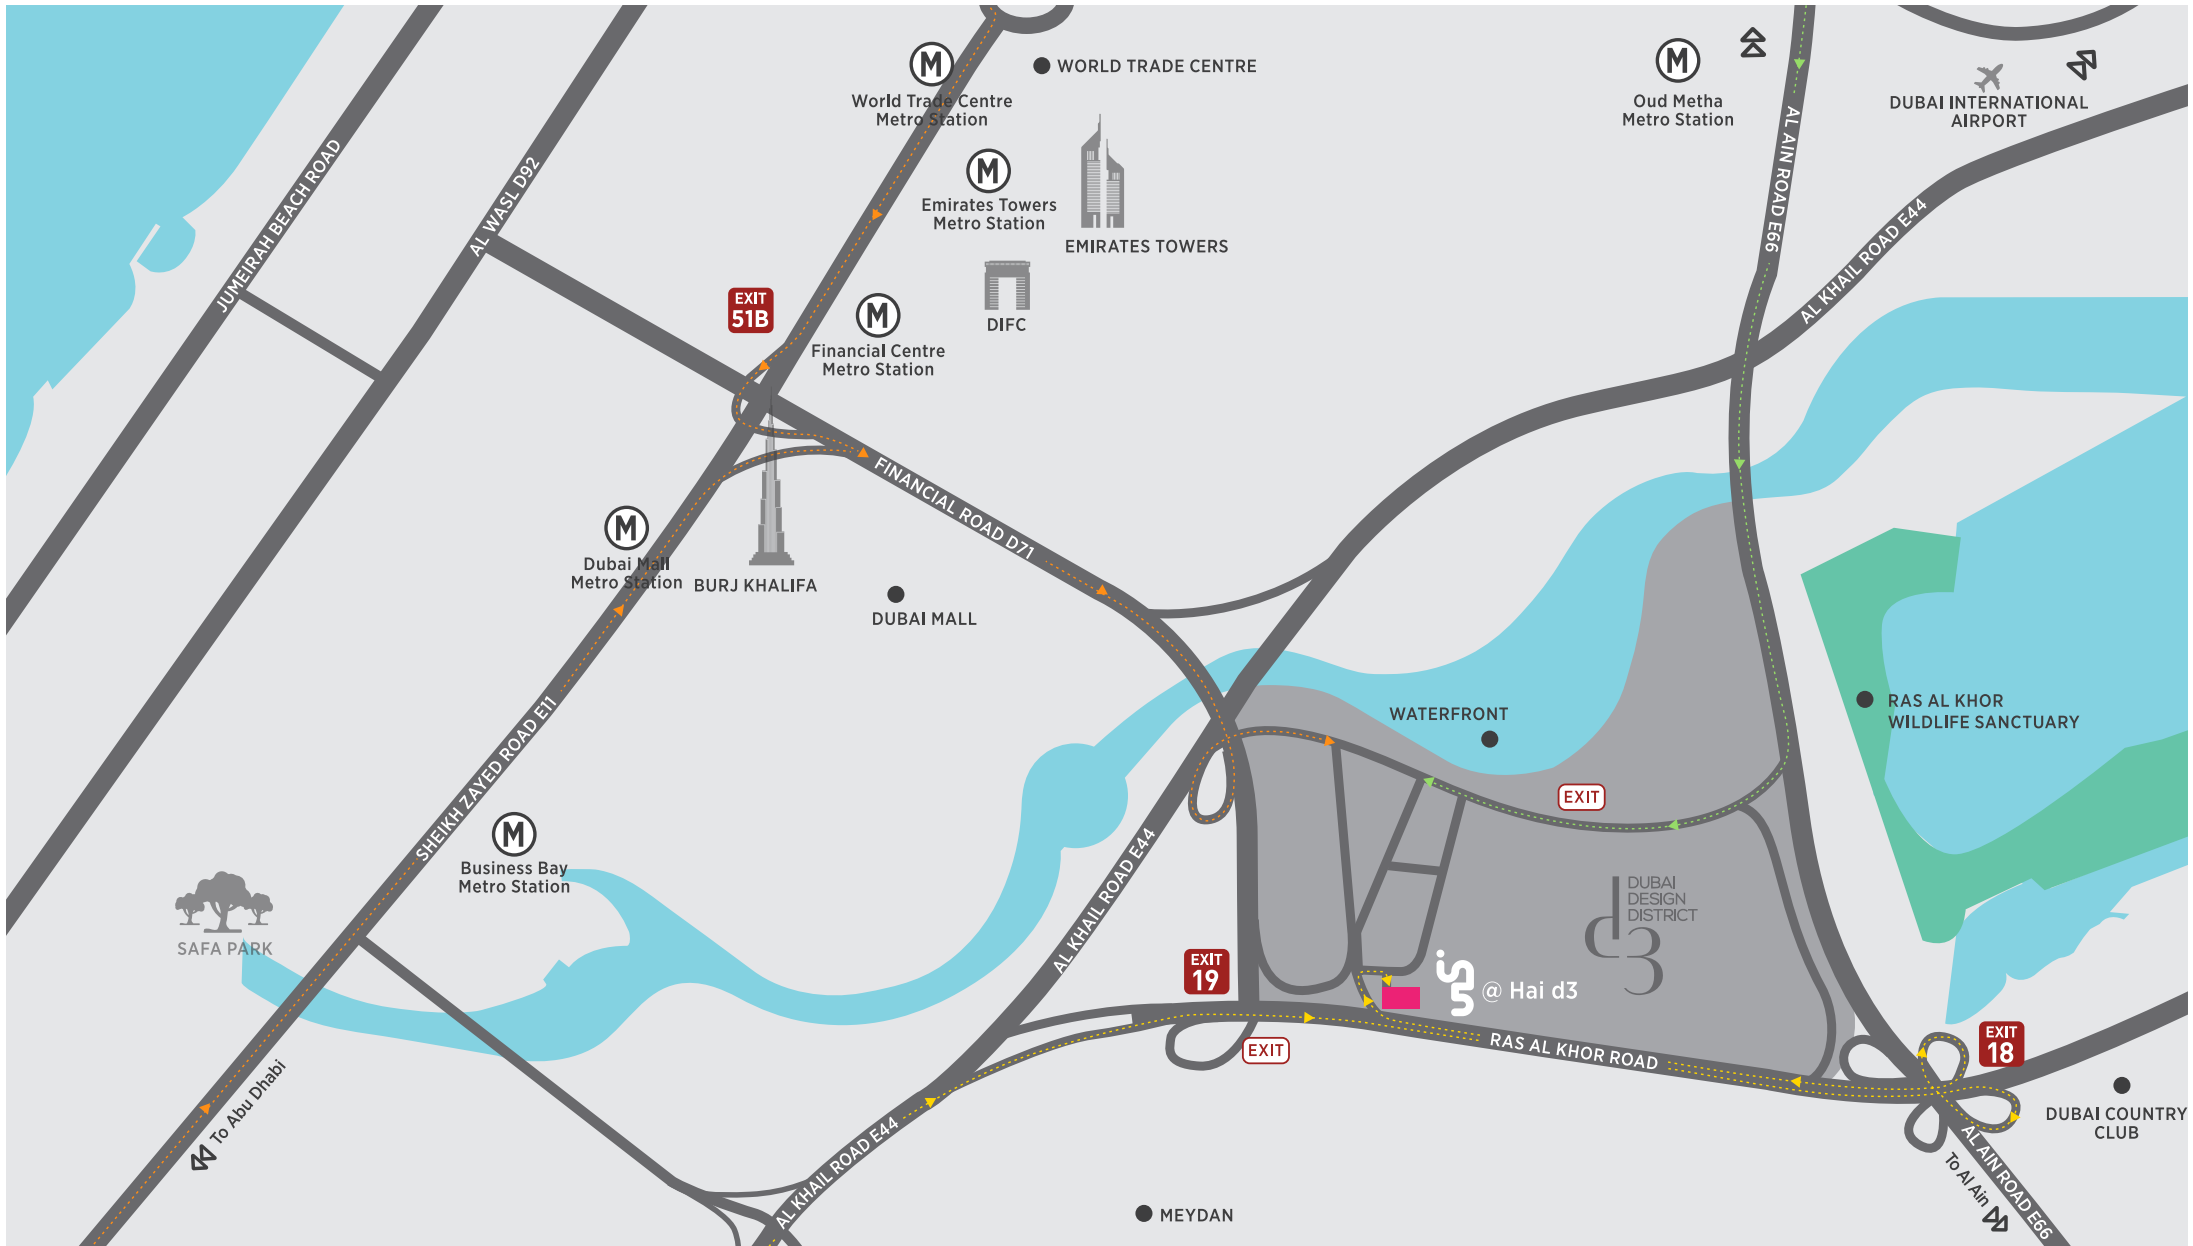 M
World Trade Centre
Metro Station
WORLD TRADE CENTRE
M
Oud Metha
Metro Station
DUBAI INTERNATIONAL
AIRPORT
AL AIN ROAD E66
JUMEIRAH BEACH ROAD
AL WASL D92
M
Emirates Towers
Metro Station
EMIRATES TOWERS
AL KHAIL ROAD E44
DIFC
EXIT
51B
M
Financial Centre
Metro Station
FINANCIAL ROAD D71
M
Dubai Mall
Metro Station
BURJ KHALIFA
DUBAI MALL
WATERFRONT
RAS AL KHOR
WILDLIFE SANCTUARY
SHEIKH ZAYED ROAD E11
EXIT
M
Business Bay
Metro Station
SAFA PARK
AL KHAIL ROAD E44
DUBAI
DESIGN
DISTRICT
d3
EXIT
19
@ Hai d3
EXIT
RAS AL KHOR ROAD
EXIT
18
To Abu Dhabi
DUBAI COUNTRY
CLUB
AL KHAIL ROAD E44
AL AIN ROAD E66
To Al Ain
MEYDAN